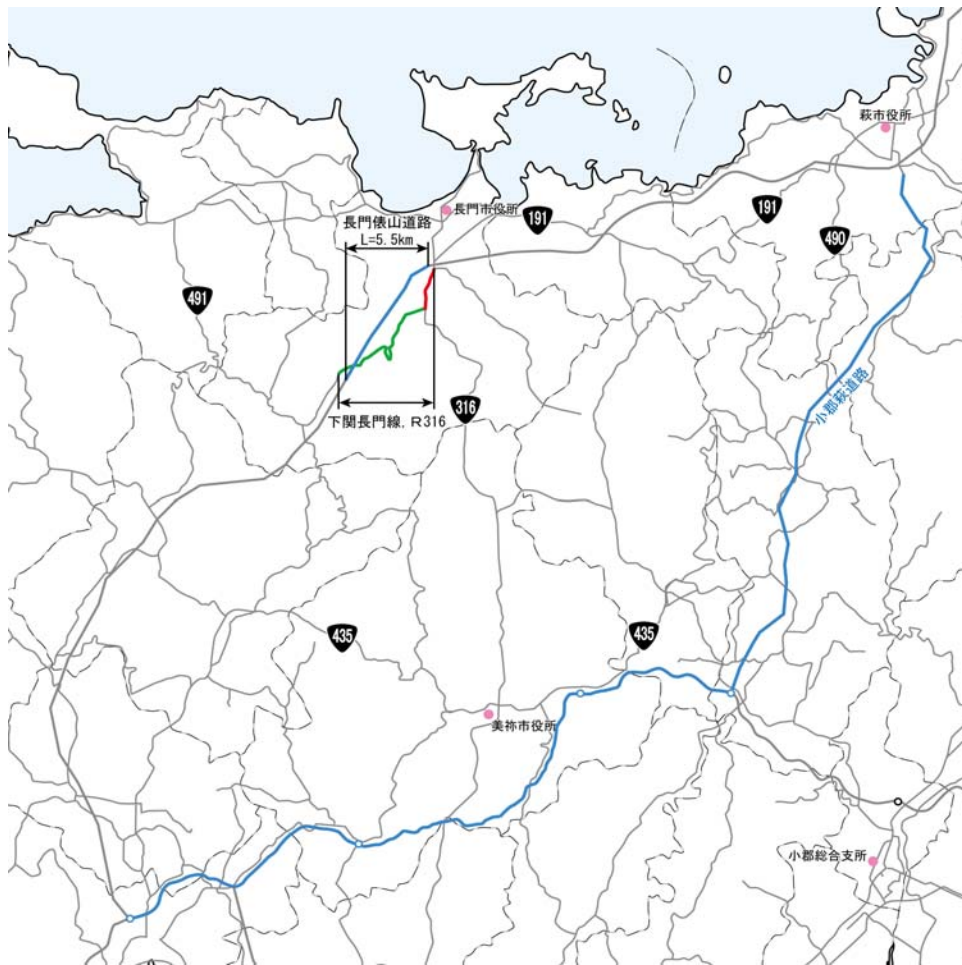 萩市役所
長門市役所
191
191
長門俵山道路
L=5.5km
490
491
小郡萩道路
316
下関長門線, R316
435
435
美祢市役所
小郡総合支所